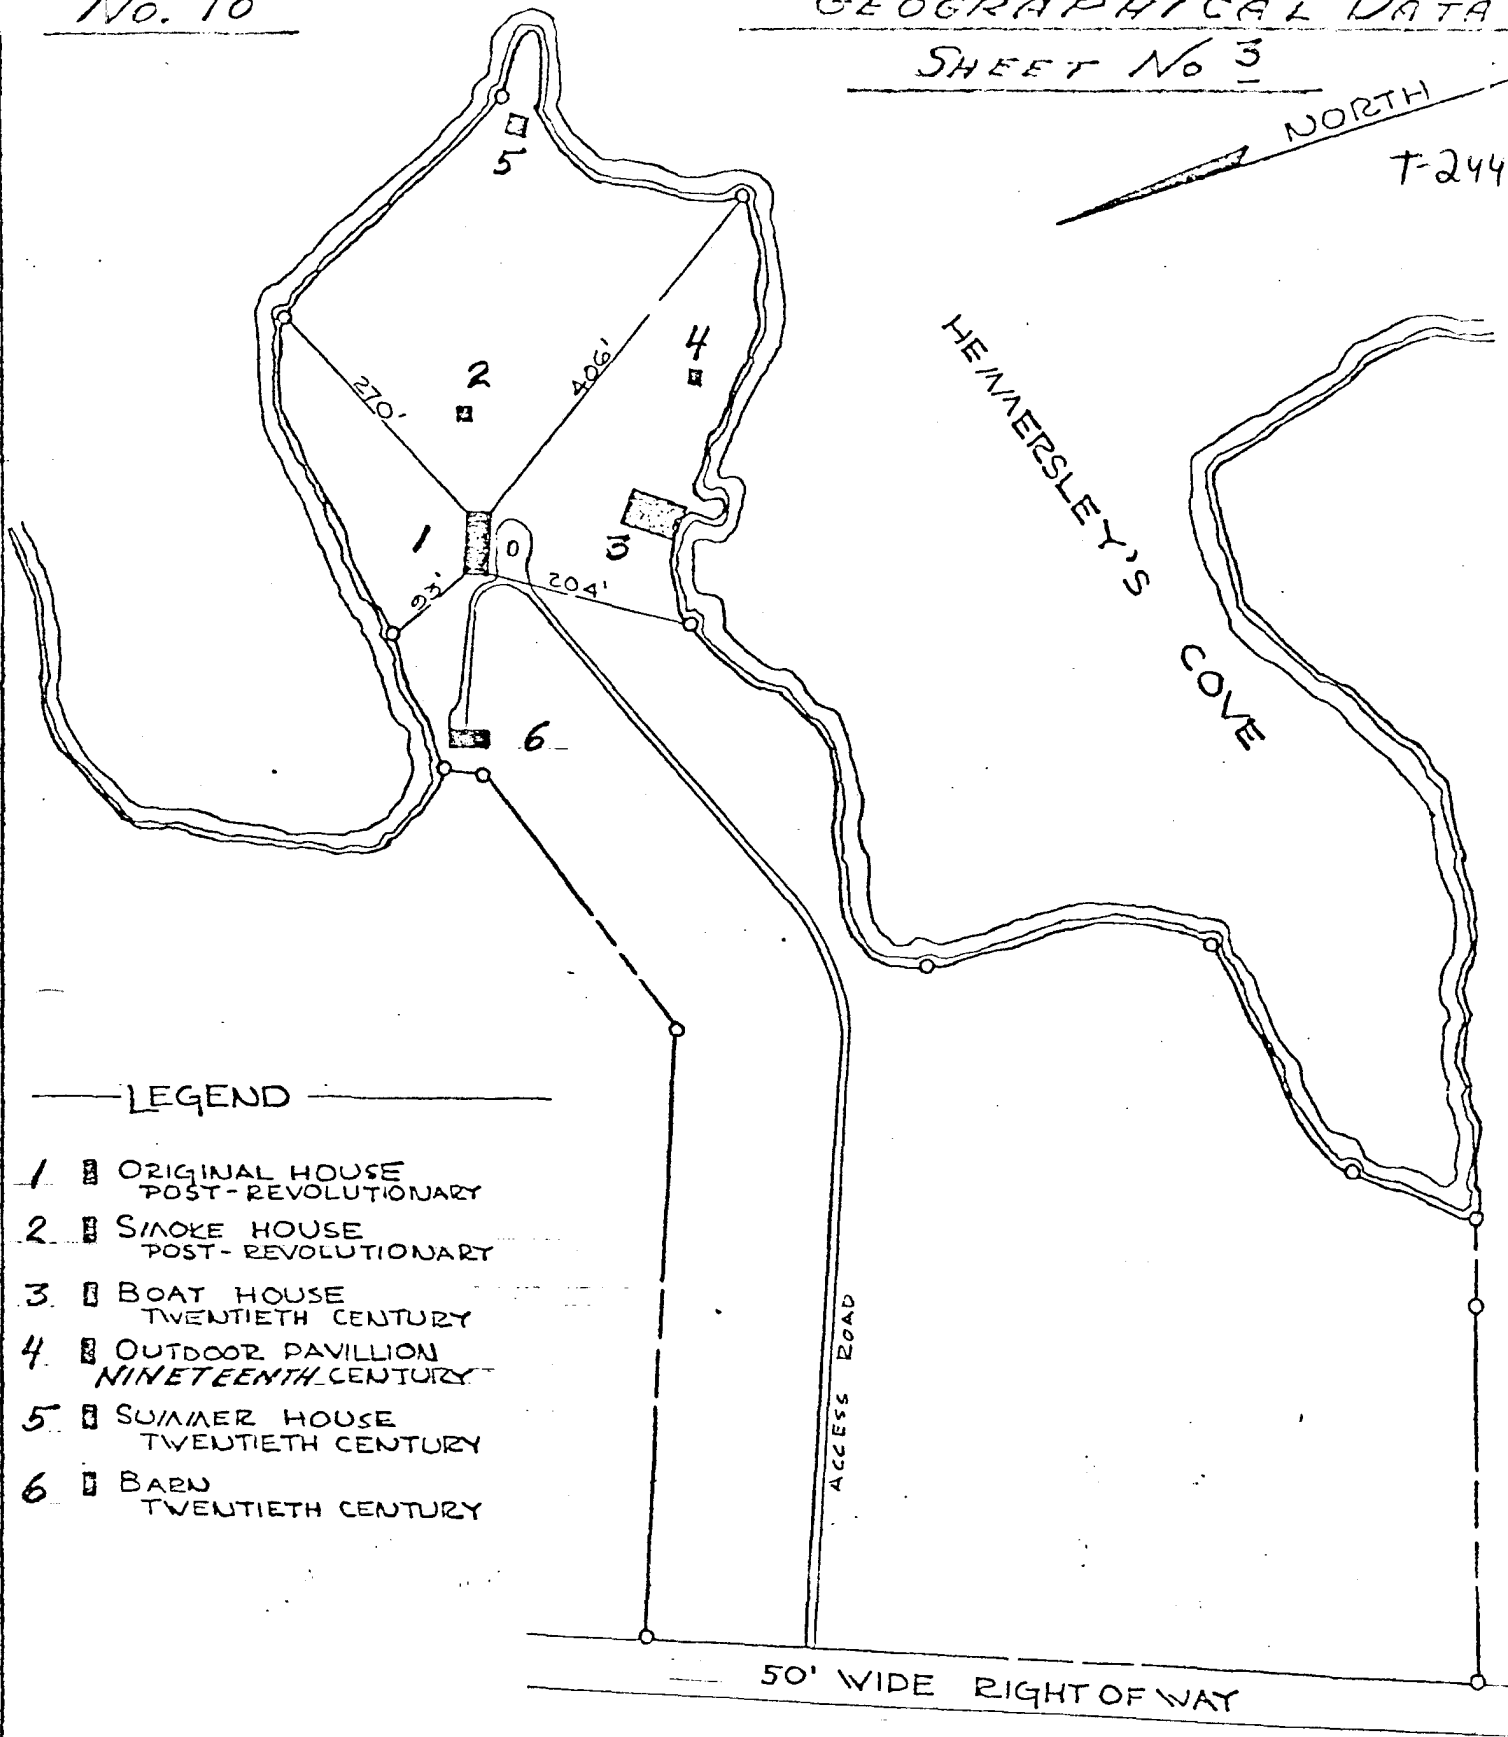 No. 10
GEOGRAPHICAL DATA
SHEET No 3
NORTH
T-244
5
4
2
406'
270'
HEMMERSLEY'S
COVE
1
3
204'
93'
6
LEGEND
1 ORIGINAL HOUSE
POST-REVOLUTIONARY
2 SMOKE HOUSE
POST-REVOLUTIONARY
3 BOAT HOUSE
TWENTIETH CENTURY
4 OUTDOOR PAVILLION
NINETEENTH CENTURY
5 SUMMER HOUSE
TWENTIETH CENTURY
6 BARN
TWENTIETH CENTURY
ACCESS ROAD
50' WIDE RIGHT OF WAY